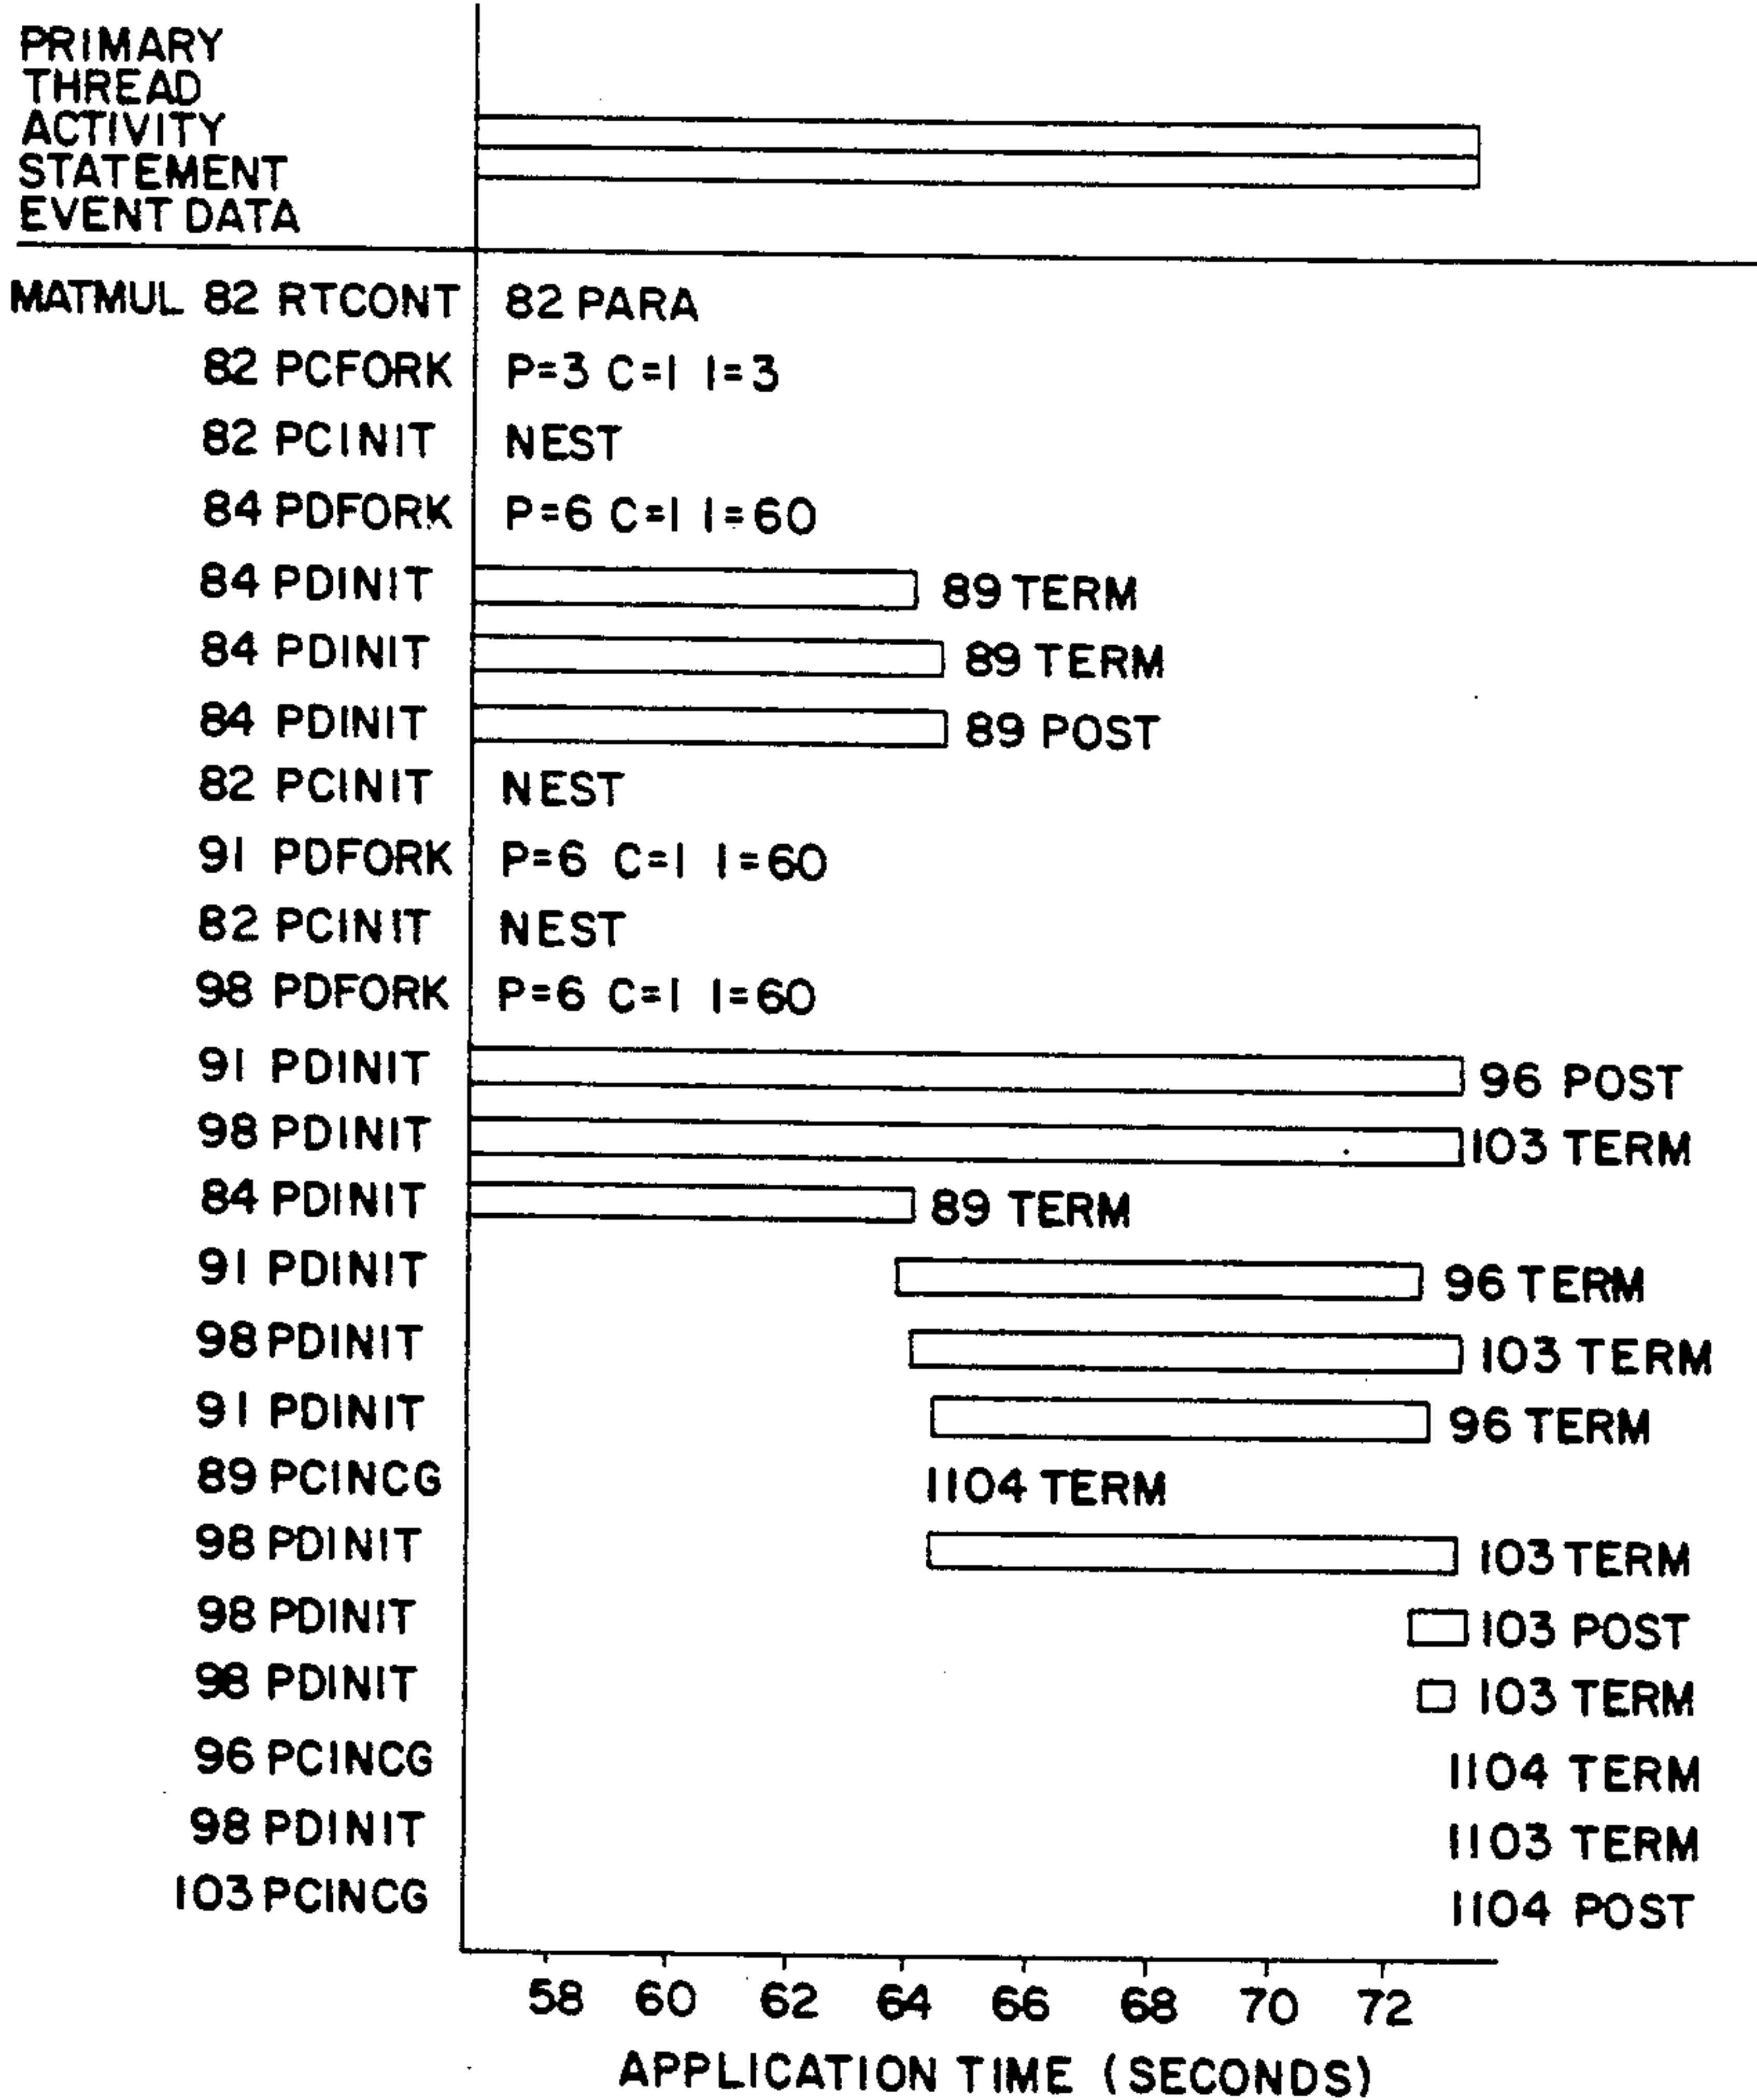 PRIMARY
THREAD
ACTIVITY
STATEMENT
EVENT DATA
MATMUL 82 RTCONT 82 PARA
82 PCFORK P=3 C=1 I=3
82 PCINIT NEST
84 PDFORK P=6 C=1 I=60
84 PDINIT 89 TERM
84 PDINIT 89 TERM
84 PDINIT 89 POST
82 PCINIT NEST
91 PDFORK P=6 C=1 I=60
82 PCINIT NEST
98 PDFORK P=6 C=1 I=60
91 PDINIT 96 POST
98 PDINIT 103 TERM
84 PDINIT 89 TERM
91 PDINIT 96 TERM
98 PDINIT 103 TERM
91 PDINIT 96 TERM
89 PCINCG 1104 TERM
98 PDINIT 103 TERM
98 PDINIT 103 POST
98 PDINIT 103 TERM
96 PCINCG 1104 TERM
98 PDINIT 1103 TERM
103 PCINCG 1104 POST
58 60 62 64 66 68 70 72
APPLICATION TIME (SECONDS)